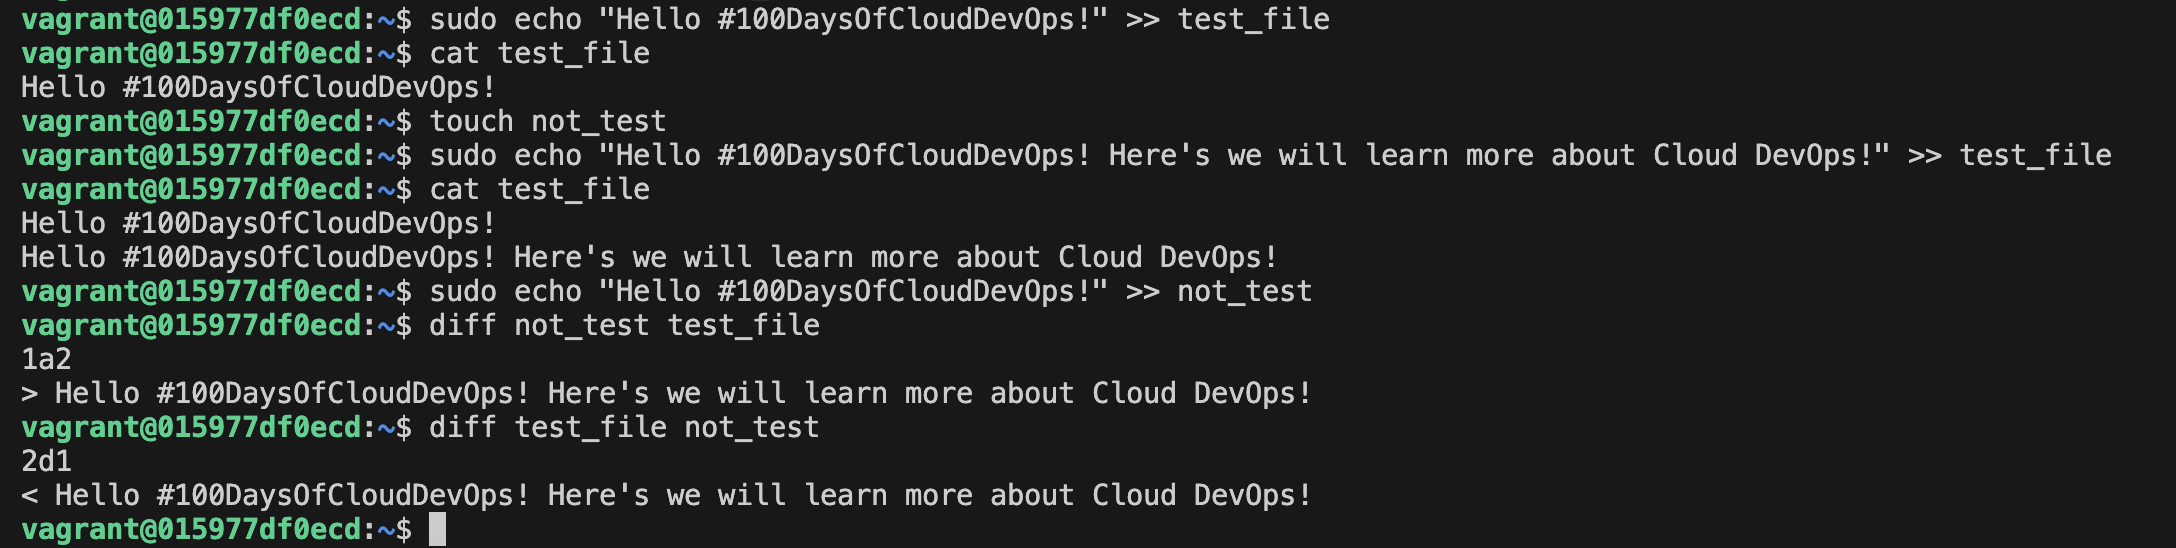 vagrant@015977df0ecd:~$ sudo echo "Hello #100DaysOfCloudDevOps!" >> test_file
vagrant@015977df0ecd:~$ cat test_file
Hello #100DaysOfCloudDevOps!
vagrant@015977df0ecd:~$ touch not_test
vagrant@015977df0ecd:~$ sudo echo "Hello #100DaysOfCloudDevOps! Here's we will learn more about Cloud DevOps!" >> test_file
vagrant@015977df0ecd:~$ cat test_file
Hello #100DaysOfCloudDevOps!
Hello #100DaysOfCloudDevOps! Here's we will learn more about Cloud DevOps!
vagrant@015977df0ecd:~$ sudo echo "Hello #100DaysOfCloudDevOps!" >> not_test
vagrant@015977df0ecd:~$ diff not_test test_file
1a2
> Hello #100DaysOfCloudDevOps! Here's we will learn more about Cloud DevOps!
vagrant@015977df0ecd:~$ diff test_file not_test
2d1
< Hello #100DaysOfCloudDevOps! Here's we will learn more about Cloud DevOps!
vagrant@015977df0ecd:~$